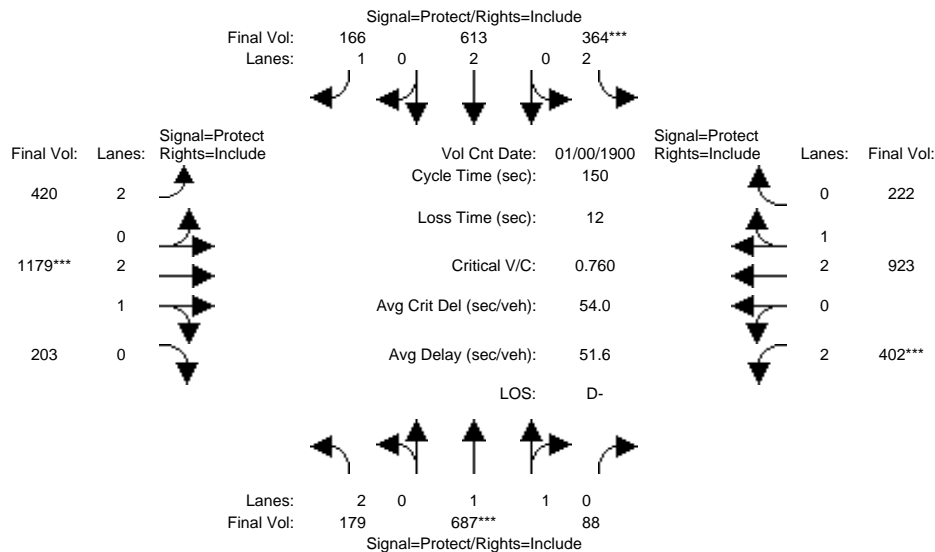 Signal=Protect/Rights=Include
Final Vol: 166 613 364***
Lanes: 1 0 2 0 2
Signal=Protect
Final Vol: Lanes: Rights=Include
Vol Cnt Date: 01/00/1900
Signal=Protect
Rights=Include Lanes: Final Vol:
Cycle Time (sec): 150
420 2
0 222
Loss Time (sec): 12
0
1
1179*** 2
Critical V/C: 0.760
2 923
1
Avg Crit Del (sec/veh): 54.0
0
203 0
Avg Delay (sec/veh): 51.6
2 402***
LOS: D-
Lanes: 2 0 1 1 0
Final Vol: 179 687*** 88
Signal=Protect/Rights=Include